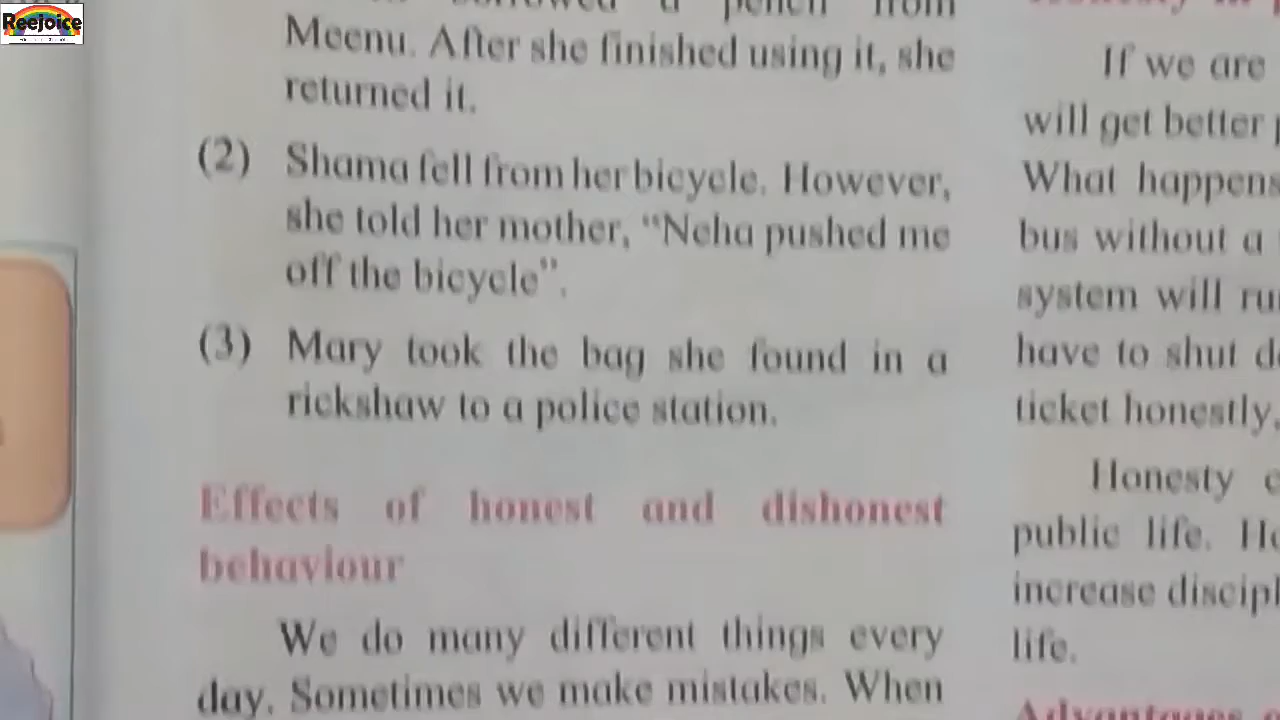 Reejoice
pencil from
Meenu. After she finished using it, she
returned it.
(2) Shama fell from her bicycle. However,
she told her mother, “Neha pushed me
off the bicycle”.
(3) Mary took the bag she found in a
rickshaw to a police station.
Effects of honest and dishonest
behaviour
We do many different things every
day. Sometimes we make mistakes. When
If we are
will get better
What happens
bus without a
system will
have to shut
ticket honestly,
Honesty
public life.
increase
life.
Advantages